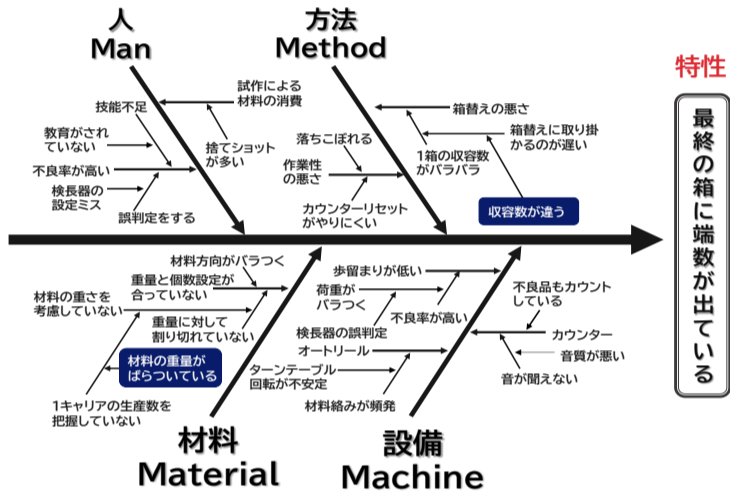 人
Man
方法
Method
特性
最終の箱に端数が出ている
試作による
材料の消費
技能不足
捨てショット
が多い
教育がされ
ていない
不良率が高い
検長器の
設定ミス
誤判定をする
箱替えの悪さ
落ちこぼれる
箱替えに取り掛
かるのが遅い
1箱の収容数
がバラバラ
作業性
の悪さ
カウンターリセット
がやりにくい
収容数が違う
材料方向がバラつく
重量と個数設定が
合っていない
材料の重さを
考慮していない
重量に対して
割り切れていない
材料の重量が
ばらついている
1キャリアの生産数を
把握していない
歩留まりが低い
荷重が
バラつく
不良率が高い
検長器の誤判定
オートリール
ターンテーブル
回転が不安定
材料絡みが頻発
不良品もカウント
している
カウンター
音質が悪い
音が聞えない
材料
Material
設備
Machine